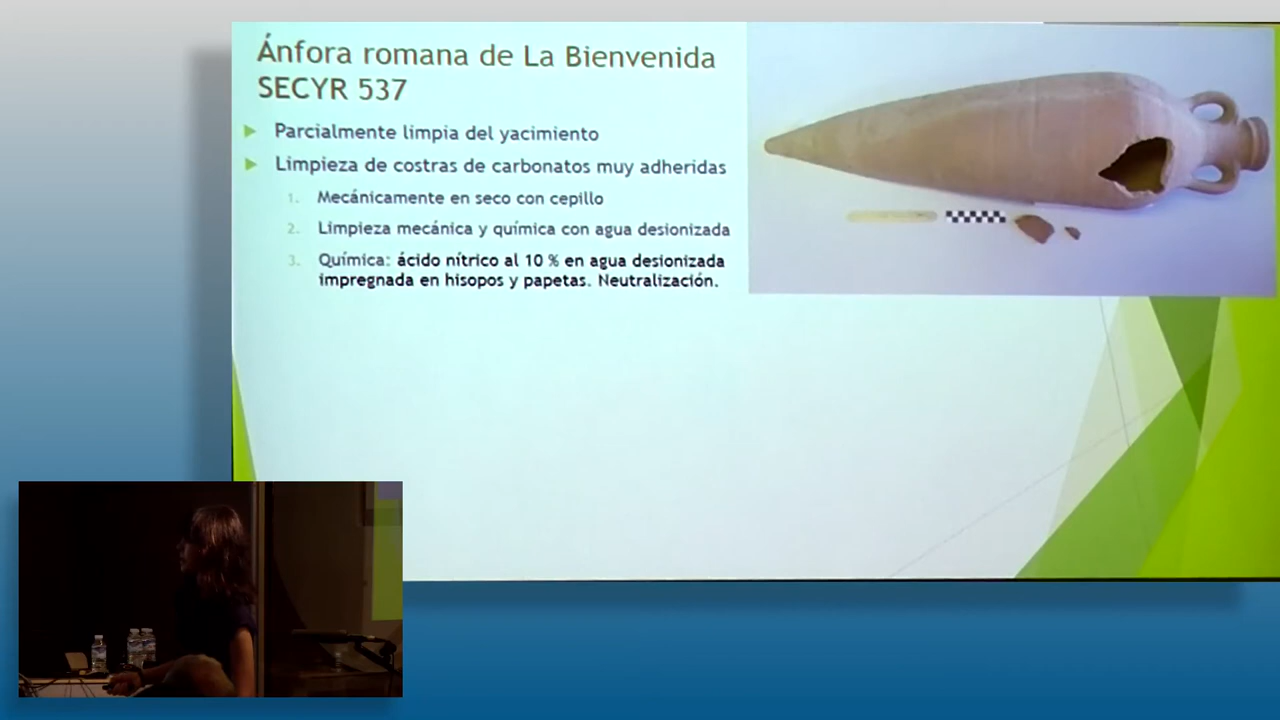 Ánfora romana de La Bienvenida
SECYR 537
Parcialmente limpia del yacimiento
Limpieza de costras de carbonatos muy adheridas
1. Mecánicamente en seco con cepillo
2. Limpieza mecánica y química con agua desionizada
3. Química: ácido nítrico al 10 % en agua desionizada
impregnada en hisopos y papetas. Neutralización.